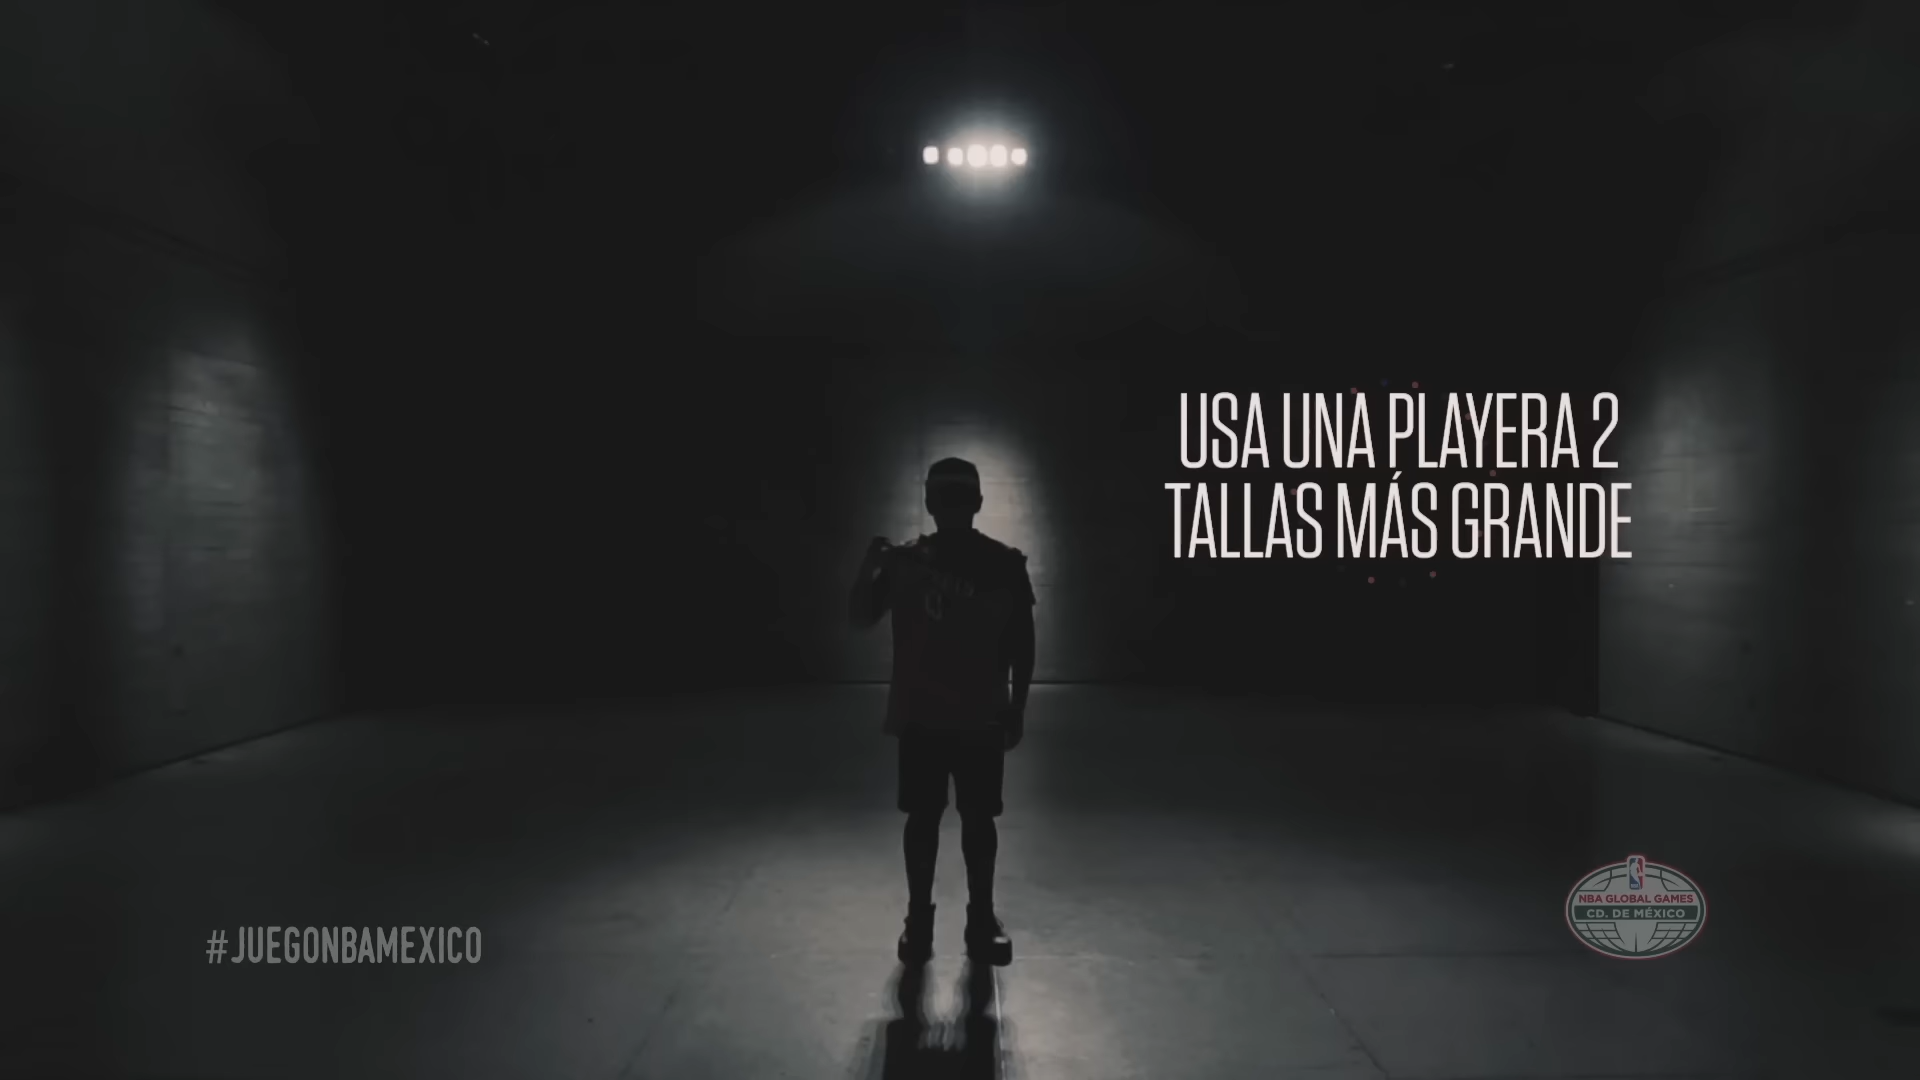 USA UNA PLAYERA 2
TALLAS MÁS GRANDE
#JUEGONBAMEXICO
NBA GLOBAL GAMES
CD. DE MÉXICO